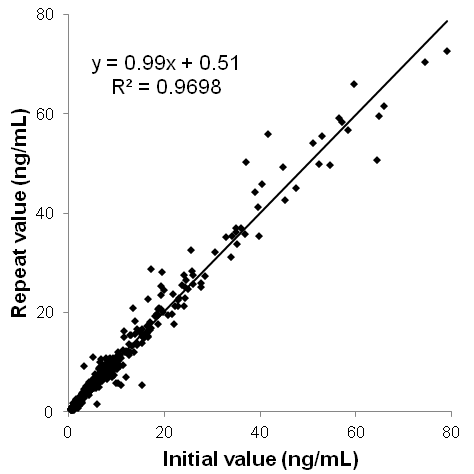 80
y = 0.99x + 0.51
R² = 0.9698
60
Repeat value (ng/mL)
40
20
0
0 20 40 60 80
Initial value (ng/mL)